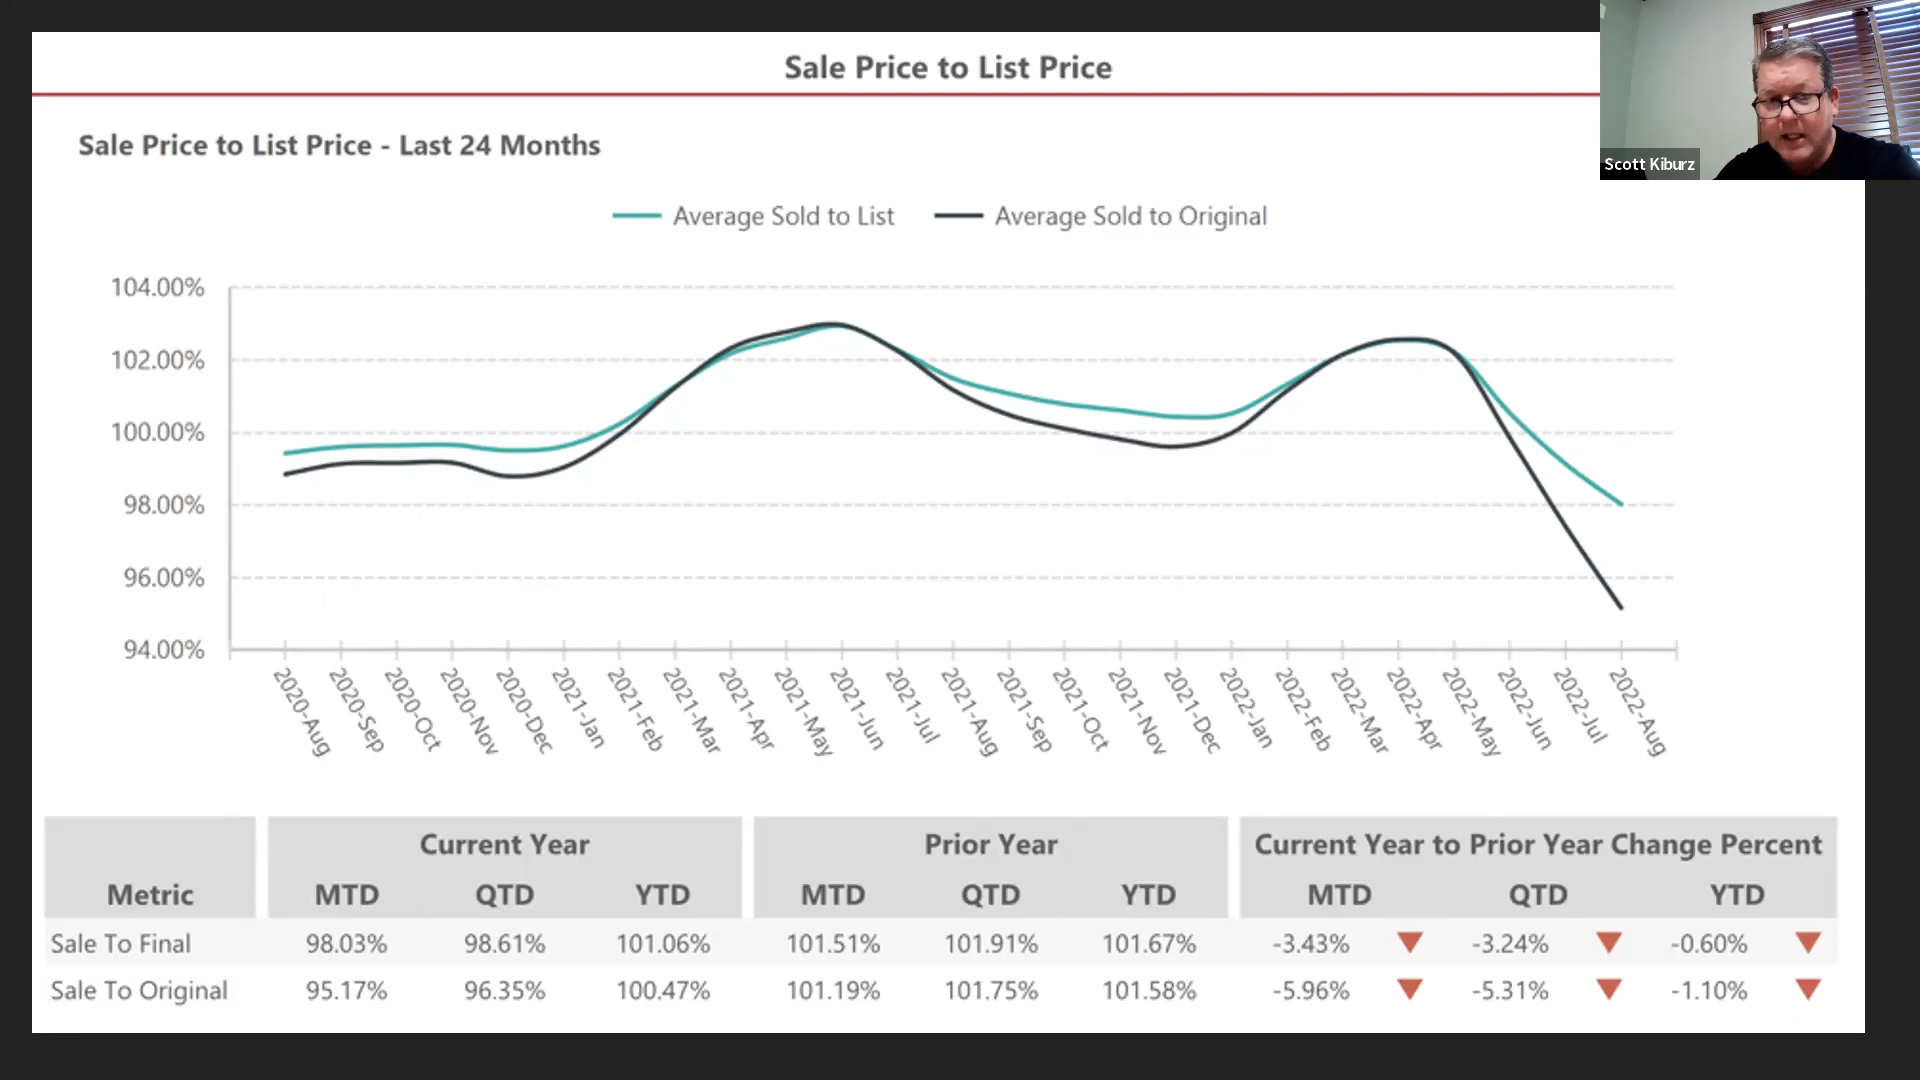 Sale Price to List Price
Scott Kiburz
Sale Price to List Price - Last 24 Months
Average Sold to List Average Sold to Original
104.00%
102.00%
100.00%
98.00%
96.00%
94.00%
2020-Aug 2020-Sep 2020-Oct 2020-Nov 2020-Dec 2021-Jan 2021-Feb 2021-Mar 2021-Apr 2021-May 2021-Jun 2021-Jul 2021-Aug 2021-Sep 2021-Oct 2021-Nov 2021-Dec 2022-Jan 2022-Feb 2022-Mar 2022-Apr 2022-May 2022-Jun 2022-Jul 2022-Aug
Current Year Prior Year Current Year to Prior Year Change Percent
Metric MTD QTD YTD MTD QTD YTD MTD QTD YTD
Sale To Final 98.03% 98.61% 101.06% 101.51% 101.91% 101.67% -3.43% -3.24% -0.60%
Sale To Original 95.17% 96.35% 100.47% 101.19% 101.75% 101.58% -5.96% -5.31% -1.10%